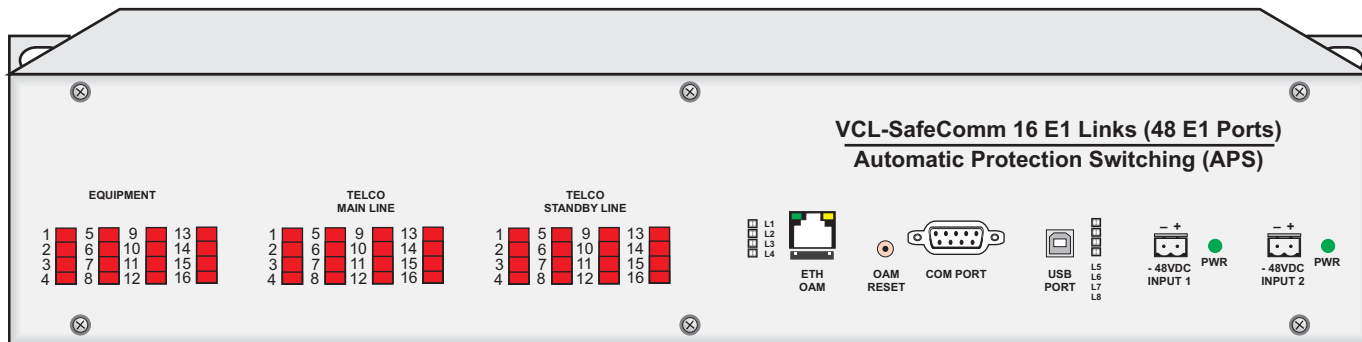 VCL-SafeComm 16 E1 Links (48 E1 Ports)
Automatic Protection Switching (APS)
EQUIPMENT
1 5 9 13
2 6 10 14
3 7 11 15
4 8 12 16
TELCO
MAIN LINE
1 5 9 13
2 6 10 14
3 7 11 15
4 8 12 16
TELCO
STANDBY LINE
1 5 9 13
2 6 10 14
3 7 11 15
4 8 12 16
L1
L2
L3
L4
ETH
OAM
OAM
RESET
COM PORT
USB
PORT
L5
L6
L7
L8
– +
- 48VDC
INPUT 1
PWR
– +
- 48VDC
INPUT 2
PWR